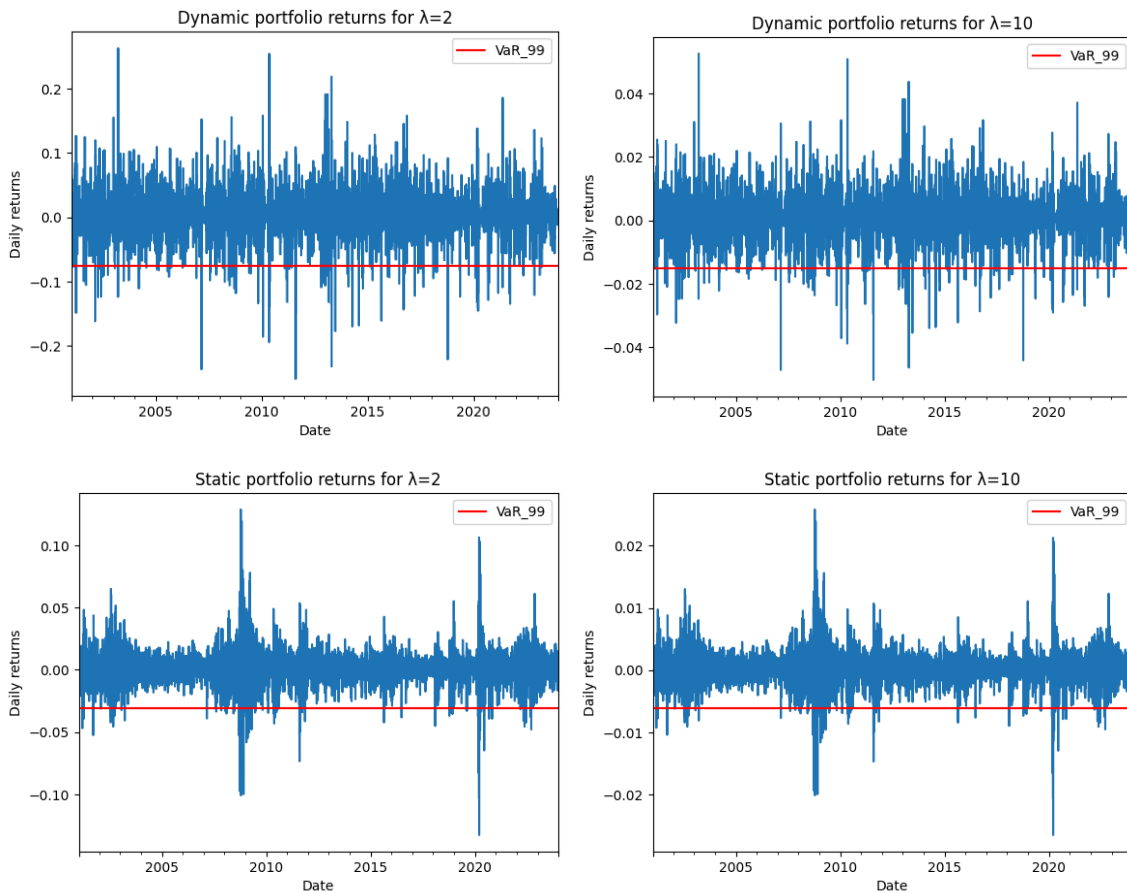 Dynamic portfolio returns for λ=2
VaR_99
0.2
0.1
0.0
−0.1
−0.2
Daily returns
2005 2010 2015 2020
Date
Dynamic portfolio returns for λ=10
VaR_99
0.04
0.02
0.00
−0.02
−0.04
Daily returns
2005 2010 2015 2020
Date
Static portfolio returns for λ=2
VaR_99
0.10
0.05
0.00
−0.05
−0.10
Daily returns
2005 2010 2015 2020
Date
Static portfolio returns for λ=10
VaR_99
0.02
0.01
0.00
−0.01
−0.02
Daily returns
2005 2010 2015 2020
Date